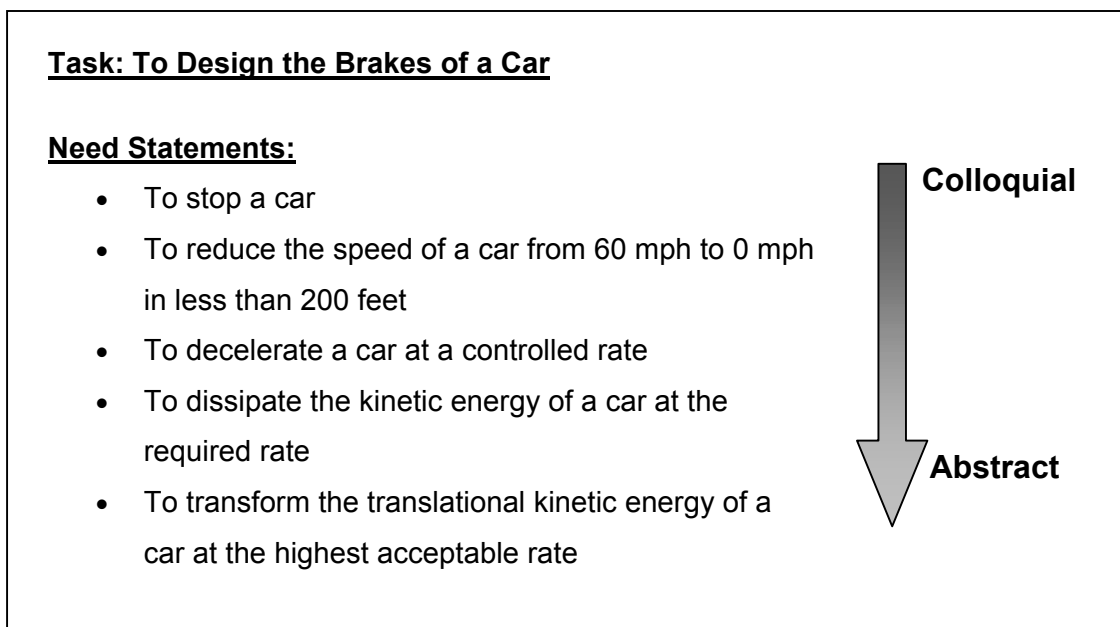 Task: To Design the Brakes of a Car
Need Statements:
• To stop a car
• To reduce the speed of a car from 60 mph to 0 mph
in less than 200 feet
• To decelerate a car at a controlled rate
• To dissipate the kinetic energy of a car at the
required rate
• To transform the translational kinetic energy of a
car at the highest acceptable rate
Colloquial
Abstract